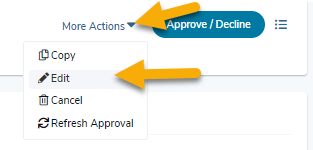 More Actions Approve / Decline
Copy
Edit
Cancel
Refresh Approval